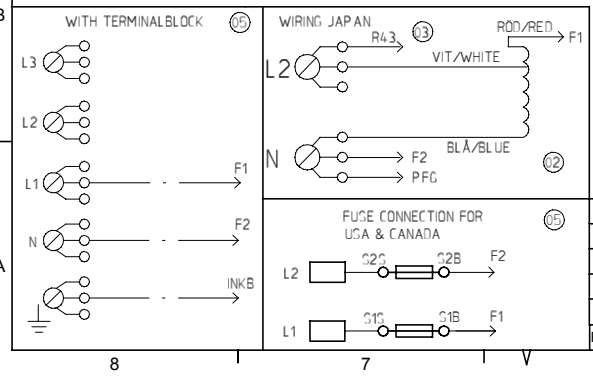 B
WITH TERMINALBLOCK
05
L3
L2
L1
F1
N
F2
INKB
A
8
WIRING JAPAN
03
RÖD/RED
F1
R43
L2
VIT/WHITE
BLÅ/BLUE
N
F2
PFG
02
FUSE CONNECTION FOR
USA & CANADA
05
L2
S2S
S2B
F2
L1
S1S
S1B
F1
7